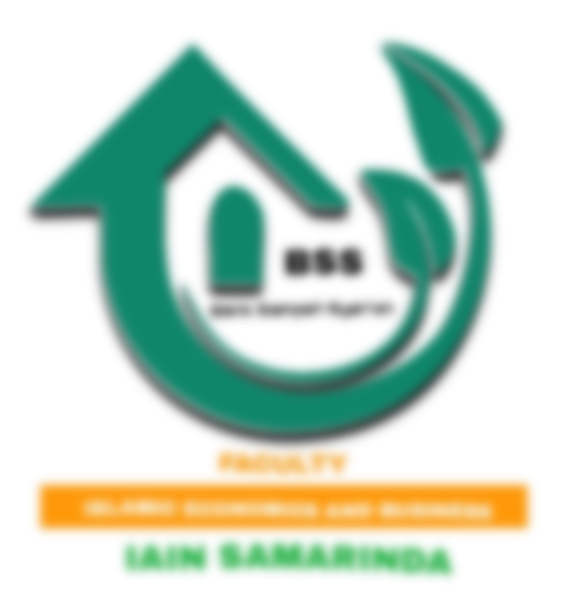 BSS
FACULTY
ISLAMIC ECONOMICS AND BUSINESS
IAIN SAMARINDA